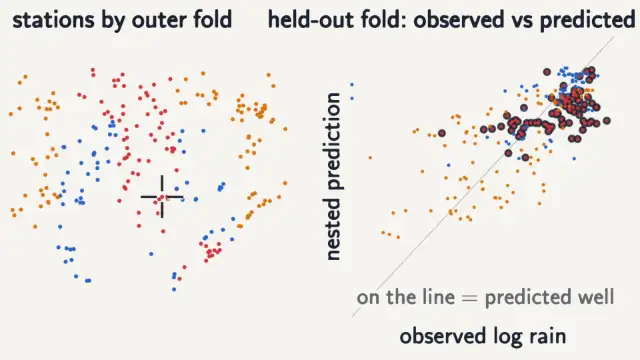 stations by outer fold
held-out fold: observed vs predicted
nested prediction
on the line = predicted well
observed log rain